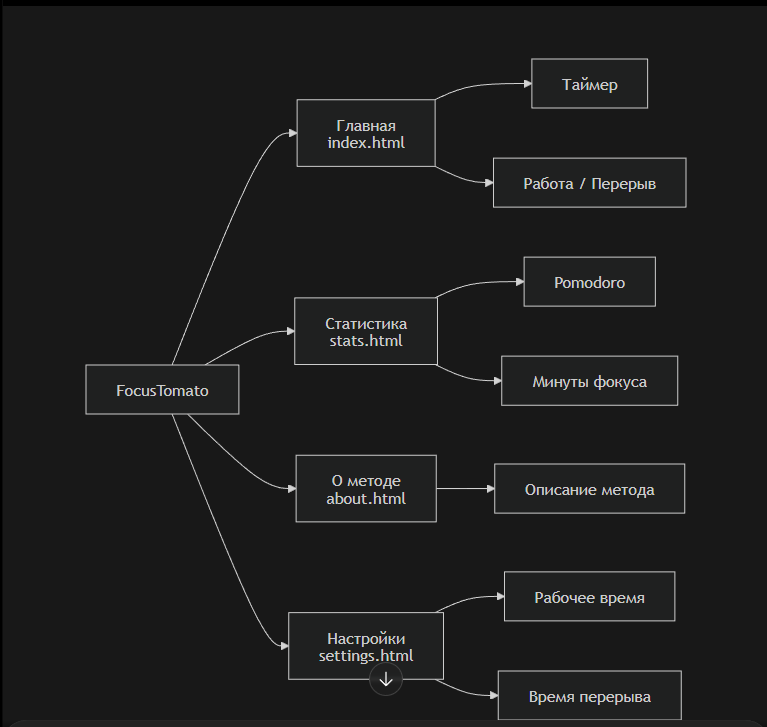 Таймер
Главная
index.html
Работа / Перерыв
Pomodoro
Статистика
stats.html
Минуты фокуса
FocusTomato
О методе
about.html
Описание метода
Рабочее время
Настройки
settings.html
Время перерыва